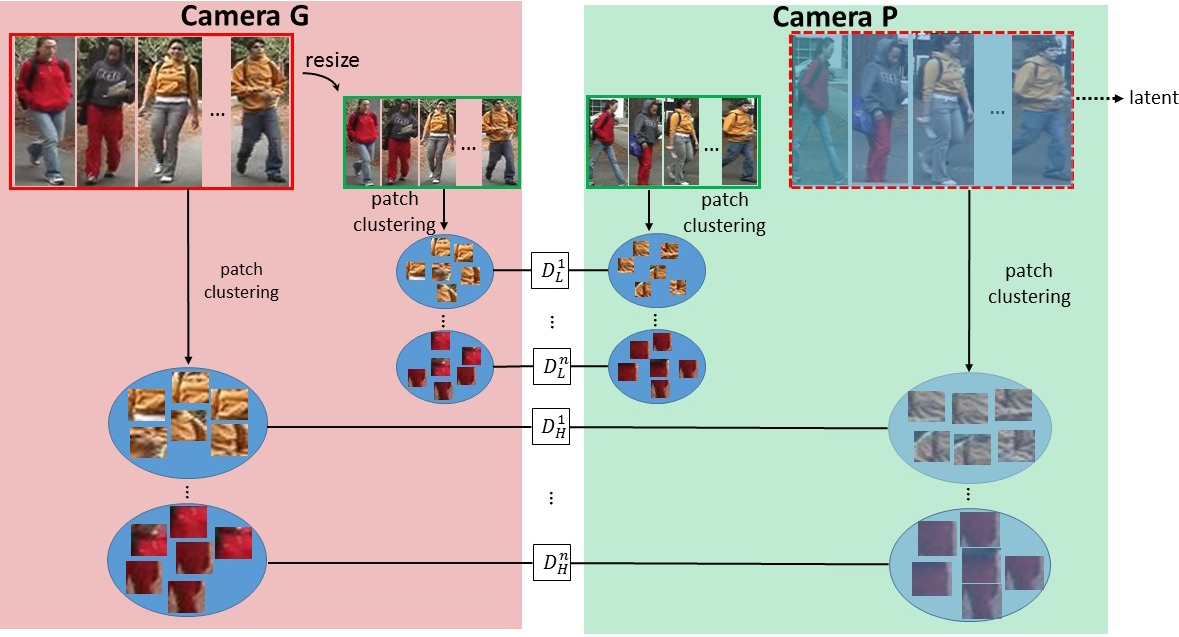 Camera G
Camera P
resize
...
...
...
...
latent
patch
clustering
patch
clustering
patch
clustering
patch
clustering
D_L^1
...
...
...
D_L^n
D_H^1
...
...
...
D_H^n